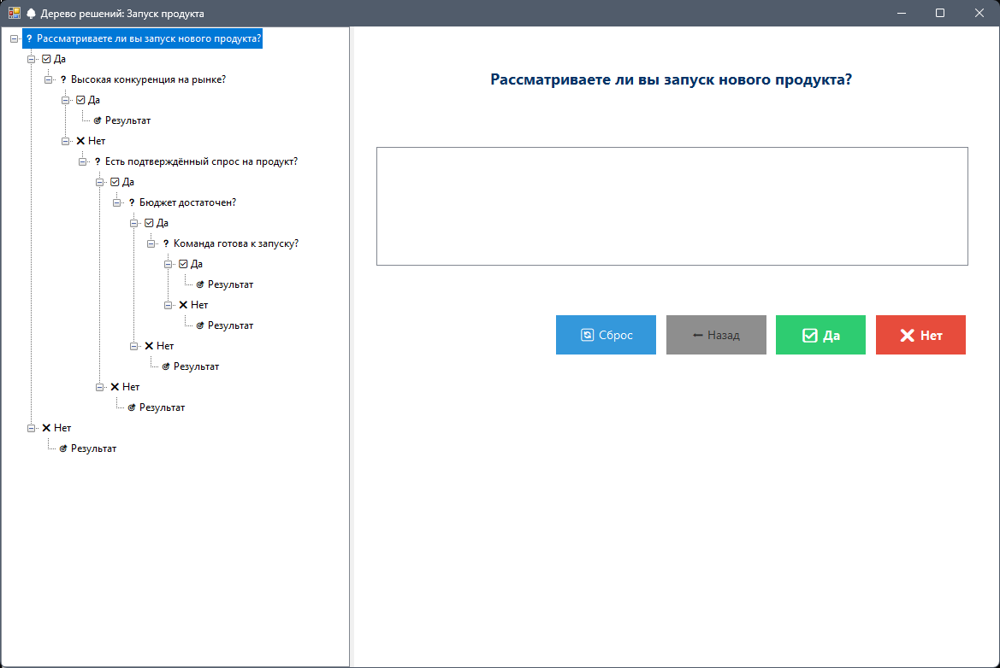 Дерево решений: Запуск продукта
? Рассматриваете ли вы запуск нового продукта?
Да
? Высокая конкуренция на рынке?
Да
Результат
Нет
? Есть подтверждённый спрос на продукт?
Да
? Бюджет достаточен?
Да
? Команда готова к запуску?
Да
Результат
Нет
Результат
Нет
Результат
Нет
Результат
Нет
Результат
Рассматриваете ли вы запуск нового продукта?
Сброс
Назад
Да
Нет